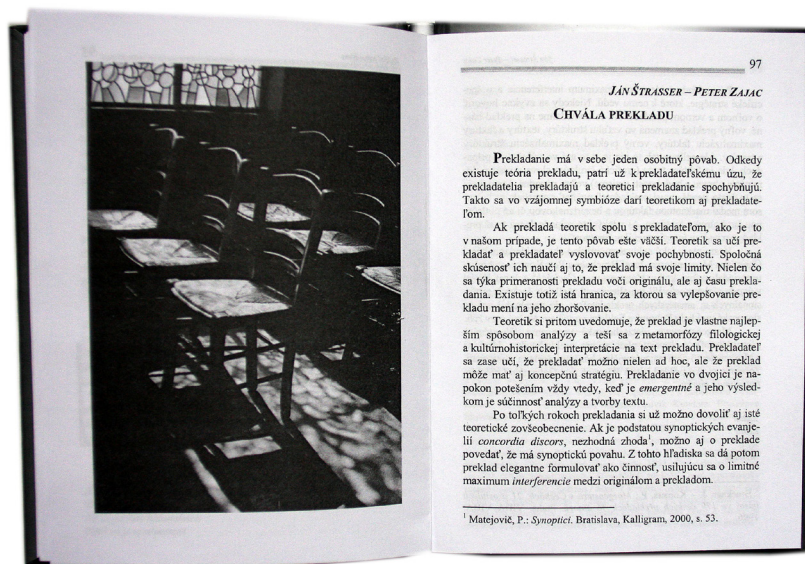 97
JÁN ŠTRASSER – PETER ZAJAC
CHVÁLA PREKLADU
Prekladanie má v sebe jeden osobitný pôvab. Odkedy
existuje teória prekladu, patrí už k prekladateľskému úzu, že
prekladatelia prekladajú a teoretici prekladanie spochybňujú.
Takto sa vo vzájomnej symbióze darí teoretikom aj prekladate-
ľom.
Ak prekladá teoretik spolu s prekladateľom, ako je to
v našom prípade, je tento pôvab ešte väčší. Teoretik sa učí pre-
kladať a prekladateľ vyslovovať svoje pochybnosti. Spoločná
skúsenosť ich naučí aj to, že preklad má svoje limity. Nielen čo
sa týka primeranosti prekladu voči originálu, ale aj času prekla-
dania. Existuje totiž istá hranica, za ktorou sa vylepšovanie pre-
kladu mení na jeho zhoršovanie.
Teoretik si pritom uvedomuje, že preklad je vlastne najlep-
ším spôsobom analýzy a teší sa z metamorfózy filologickej
a kultúrnohistorickej interpretácie na text prekladu. Prekladateľ
sa zase učí, že prekladať možno nielen ad hoc, ale že preklad
môže mať aj koncepčnú stratégiu. Prekladanie vo dvojici je na-
pokon potešením vždy vtedy, keď je emergentné a jeho výsled-
kom je súčinnosť analýzy a tvorby textu.
Po toľkých rokoch prekladania si už možno dovoliť aj isté
teoretické zovšeobecnenie. Ak je podstatou synoptických evanje-
lií concordia discors, nezhodná zhoda¹, možno aj o preklade
povedať, že má synoptickú povahu. Z tohto hľadiska sa dá potom
preklad elegantne formulovať ako činnosť, usilujúcu sa o limitné
maximum interferencie medzi originálom a prekladom.
¹ Matejovič, P.: Synoptici. Bratislava, Kalligram, 2000, s. 53.